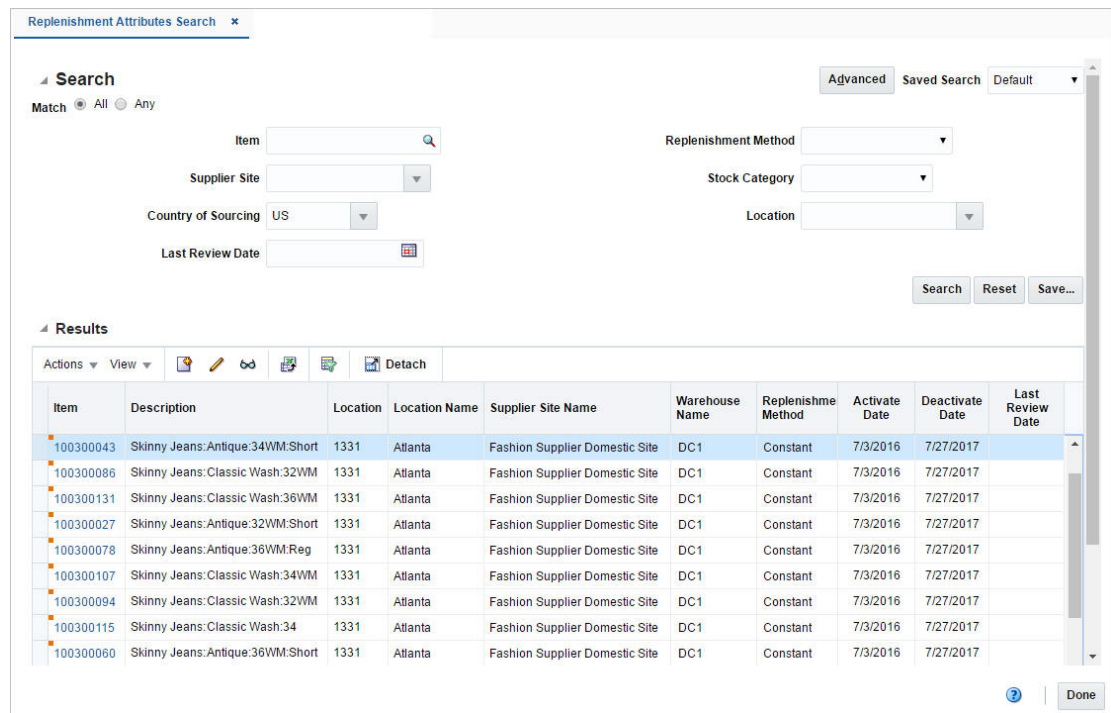 Replenishment Attributes Search ×
Search
Advanced Saved Search Default
Match All Any
Item Replenishment Method
Supplier Site Stock Category
Country of Sourcing US Location
Last Review Date
Search Reset Save...
Results
Actions View Detach
Item Description Location Location Name Supplier Site Name Warehouse Name Replenishme Method Activate Date Deactivate Date Last Review Date
100300043 Skinny Jeans:Antique:34WM:Short 1331 Atlanta Fashion Supplier Domestic Site DC1 Constant 7/3/2016 7/27/2017
100300086 Skinny Jeans:Classic Wash:32WM 1331 Atlanta Fashion Supplier Domestic Site DC1 Constant 7/3/2016 7/27/2017
100300131 Skinny Jeans:Classic Wash:36WM 1331 Atlanta Fashion Supplier Domestic Site DC1 Constant 7/3/2016 7/27/2017
100300027 Skinny Jeans:Antique:32WM:Short 1331 Atlanta Fashion Supplier Domestic Site DC1 Constant 7/3/2016 7/27/2017
100300078 Skinny Jeans:Antique:36WM:Reg 1331 Atlanta Fashion Supplier Domestic Site DC1 Constant 7/3/2016 7/27/2017
100300107 Skinny Jeans:Classic Wash:34WM 1331 Atlanta Fashion Supplier Domestic Site DC1 Constant 7/3/2016 7/27/2017
100300094 Skinny Jeans:Classic Wash:32WM 1331 Atlanta Fashion Supplier Domestic Site DC1 Constant 7/3/2016 7/27/2017
100300115 Skinny Jeans:Classic Wash:34 1331 Atlanta Fashion Supplier Domestic Site DC1 Constant 7/3/2016 7/27/2017
100300060 Skinny Jeans:Antique:36WM:Short 1331 Atlanta Fashion Supplier Domestic Site DC1 Constant 7/3/2016 7/27/2017
? Done